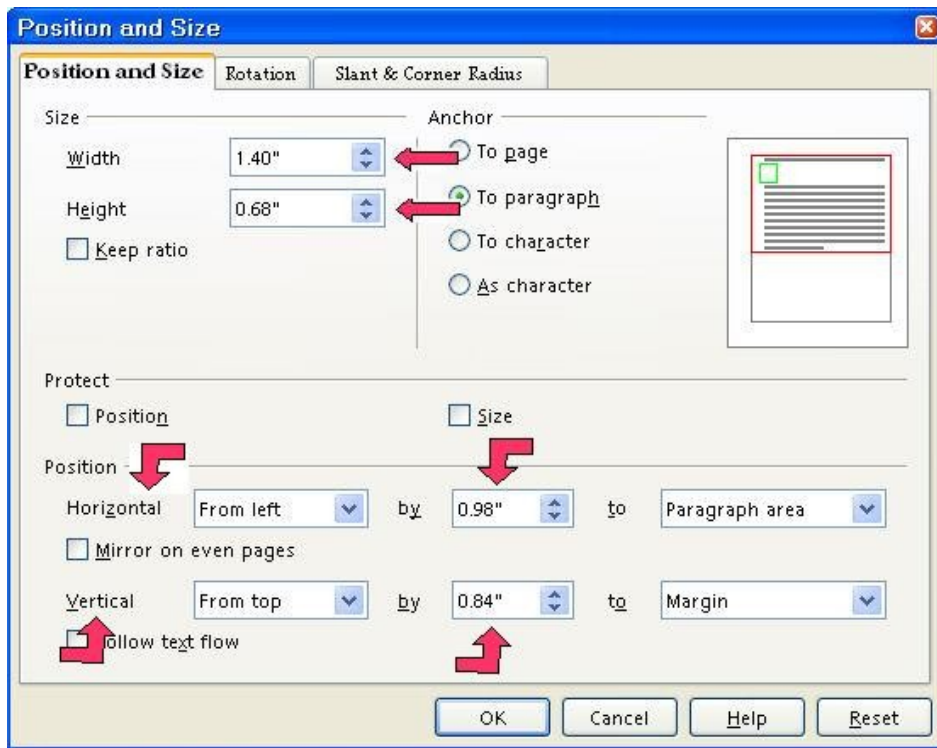 Position and Size
Position and Size Rotation Slant & Corner Radius
Size Anchor
Width 1.40" To page
Height 0.68" To paragraph
Keep ratio To character
As character
Protect
Position Size
Position
Horizontal From left by 0.98" to Paragraph area
Mirror on even pages
Vertical From top by 0.84" to Margin
Follow text flow
OK Cancel Help Reset